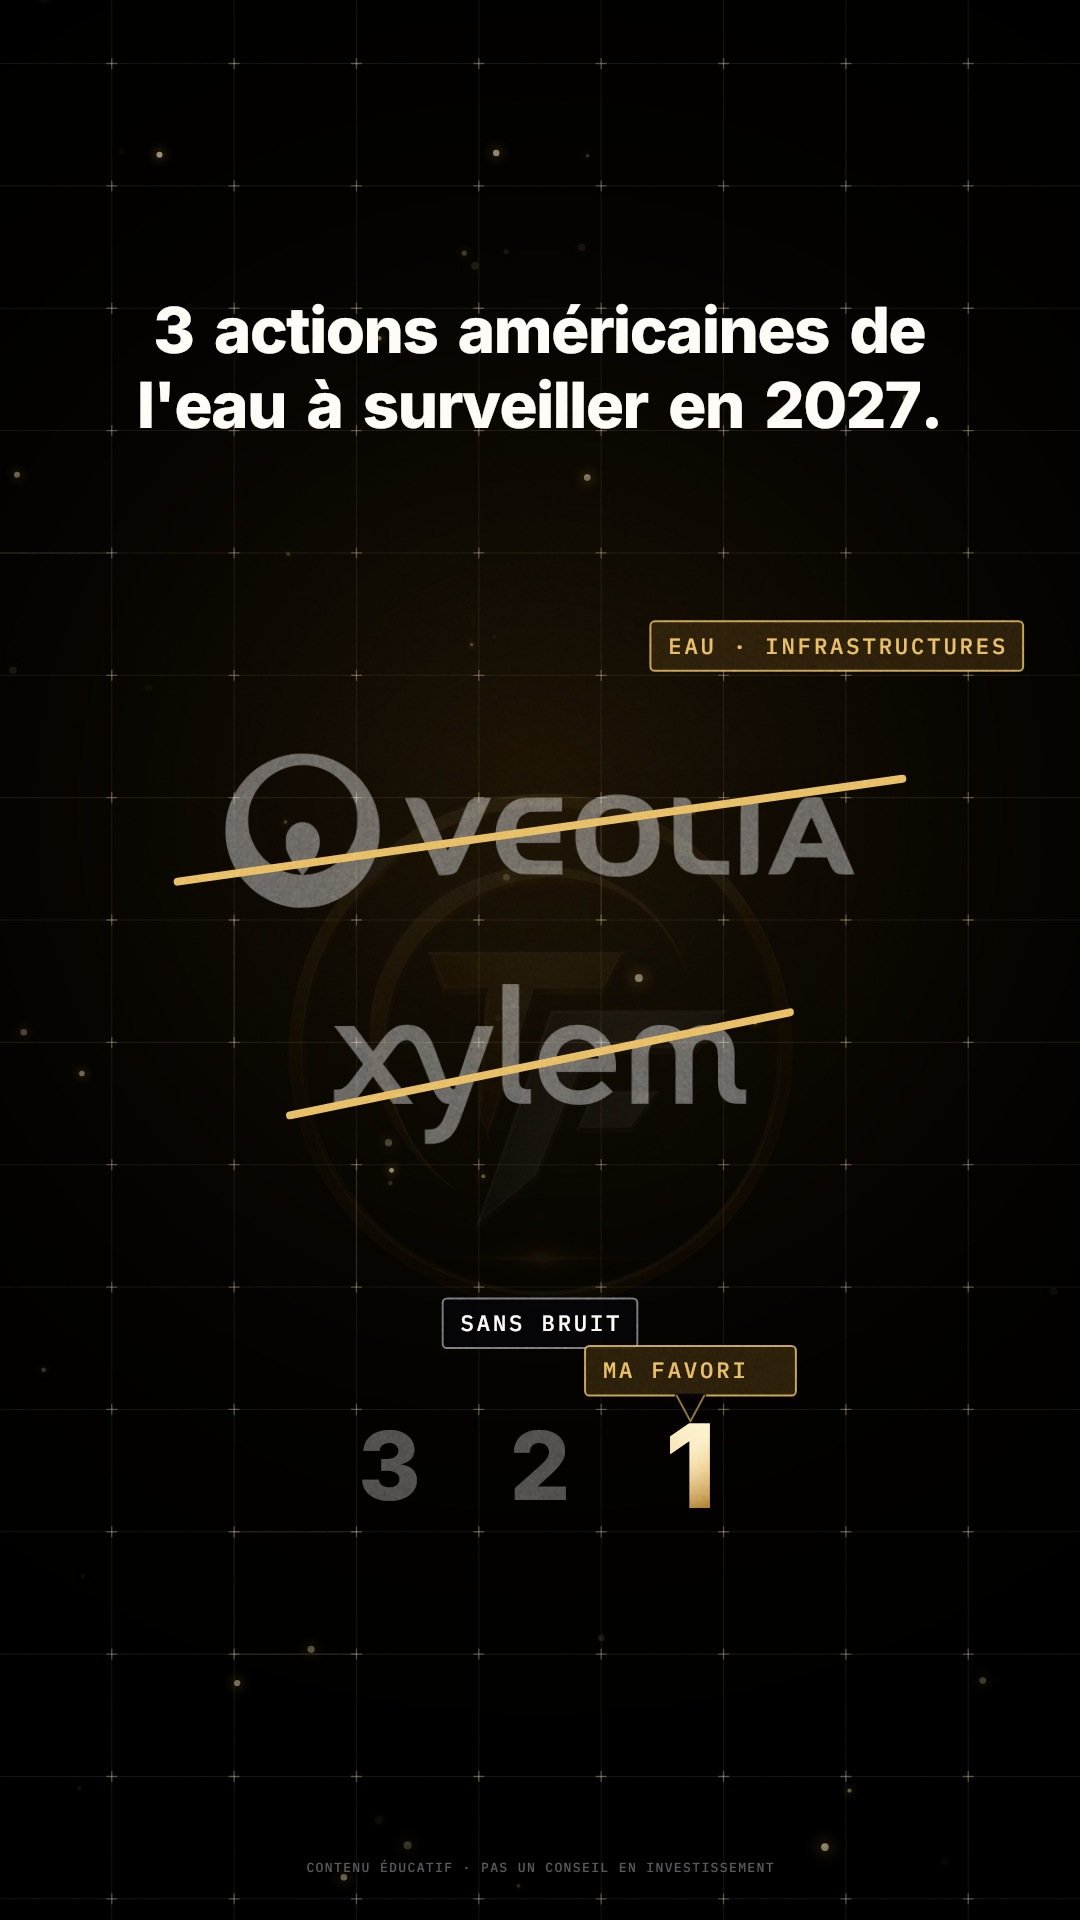 3 actions américaines de
l'eau à surveiller en 2027.
EAU · INFRASTRUCTURES
VEOLIA
xylem
SANS BRUIT
MA FAVORI
3 2 1
CONTENU ÉDUCATIF · PAS UN CONSEIL EN INVESTISSEMENT